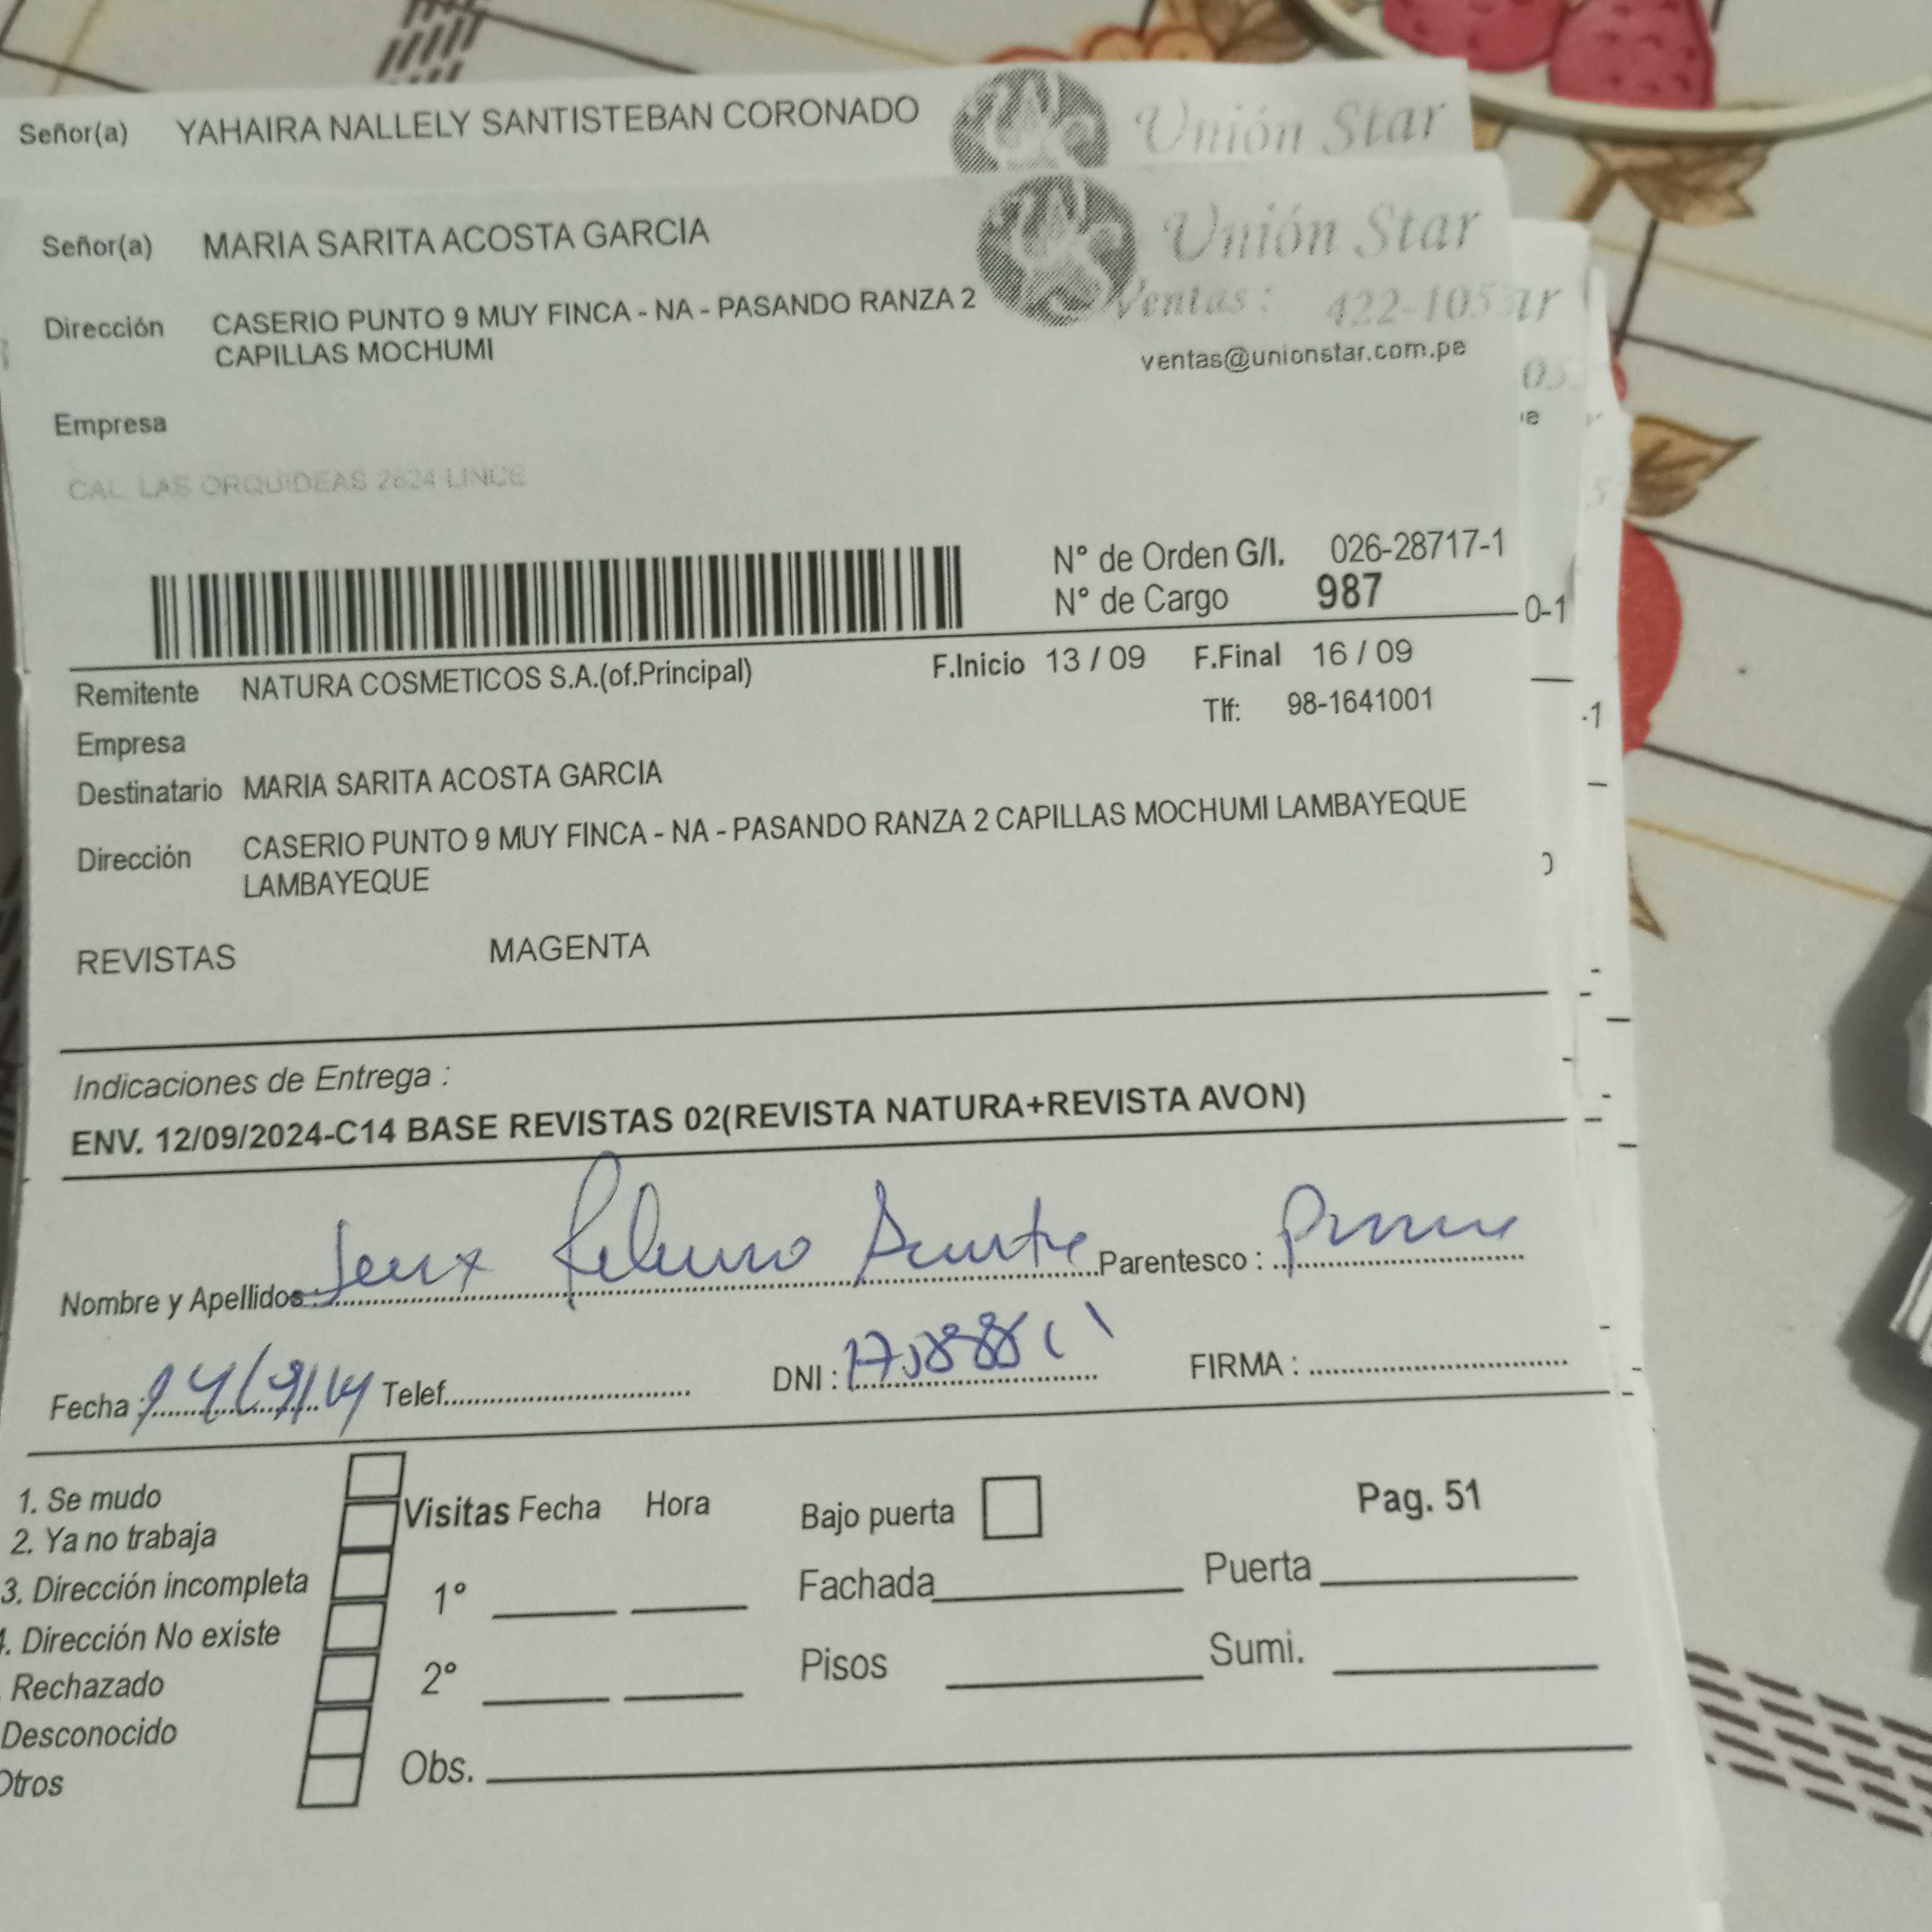 Señor(a) YAHAIRA NALLELY SANTISTEBAN CORONADO Unión Star
Señor(a) MARIA SARITA ACOSTA GARCIA Unión Star
Dirección CASERIO PUNTO 9 MUY FINCA - NA - PASANDO RANZA 2 Ventas: 422-105
CAPILLAS MOCHUMI ventas@unionstar.com.pe
Empresa
CAL. LAS ORQUIDEAS 2624 LINCE
N° de Orden G/I. 026-28717-1
N° de Cargo 987
0-1
Remitente NATURA COSMETICOS S.A.(of.Principal) F.Inicio 13 / 09 F.Final 16 / 09
Tlf: 98-1641001
-1
Empresa
Destinatario MARIA SARITA ACOSTA GARCIA
Dirección CASERIO PUNTO 9 MUY FINCA - NA - PASANDO RANZA 2 CAPILLAS MOCHUMI LAMBAYEQUE
LAMBAYEQUE
REVISTAS MAGENTA
Indicaciones de Entrega :
ENV. 12/09/2024-C14 BASE REVISTAS 02(REVISTA NATURA+REVISTA AVON)
Nombre y Apellidos : Parentesco :
Fecha : Telef. DNI : FIRMA :
1. Se mudo
2. Ya no trabaja
3. Dirección incompleta
. Dirección No existe
Rechazado
Desconocido
Otros
Visitas Fecha Hora
1°
2°
Obs.
Bajo puerta Pag. 51
Fachada Puerta
Pisos Sumi.